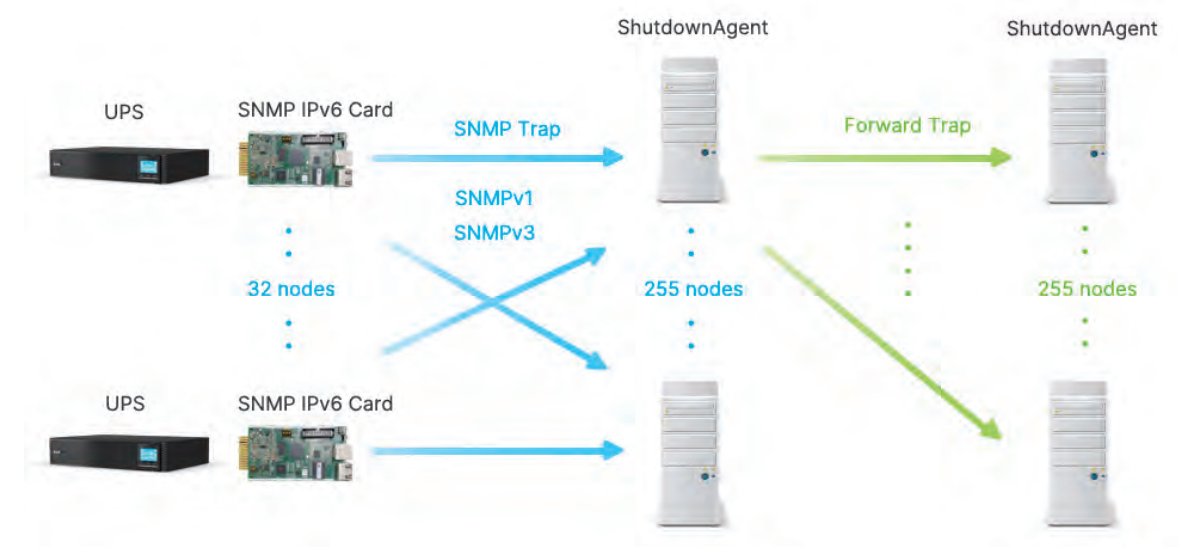 ShutdownAgent
ShutdownAgent
UPS
SNMP IPv6 Card
SNMP Trap
Forward Trap
SNMPv1
SNMPv3
32 nodes
255 nodes
255 nodes
UPS
SNMP IPv6 Card